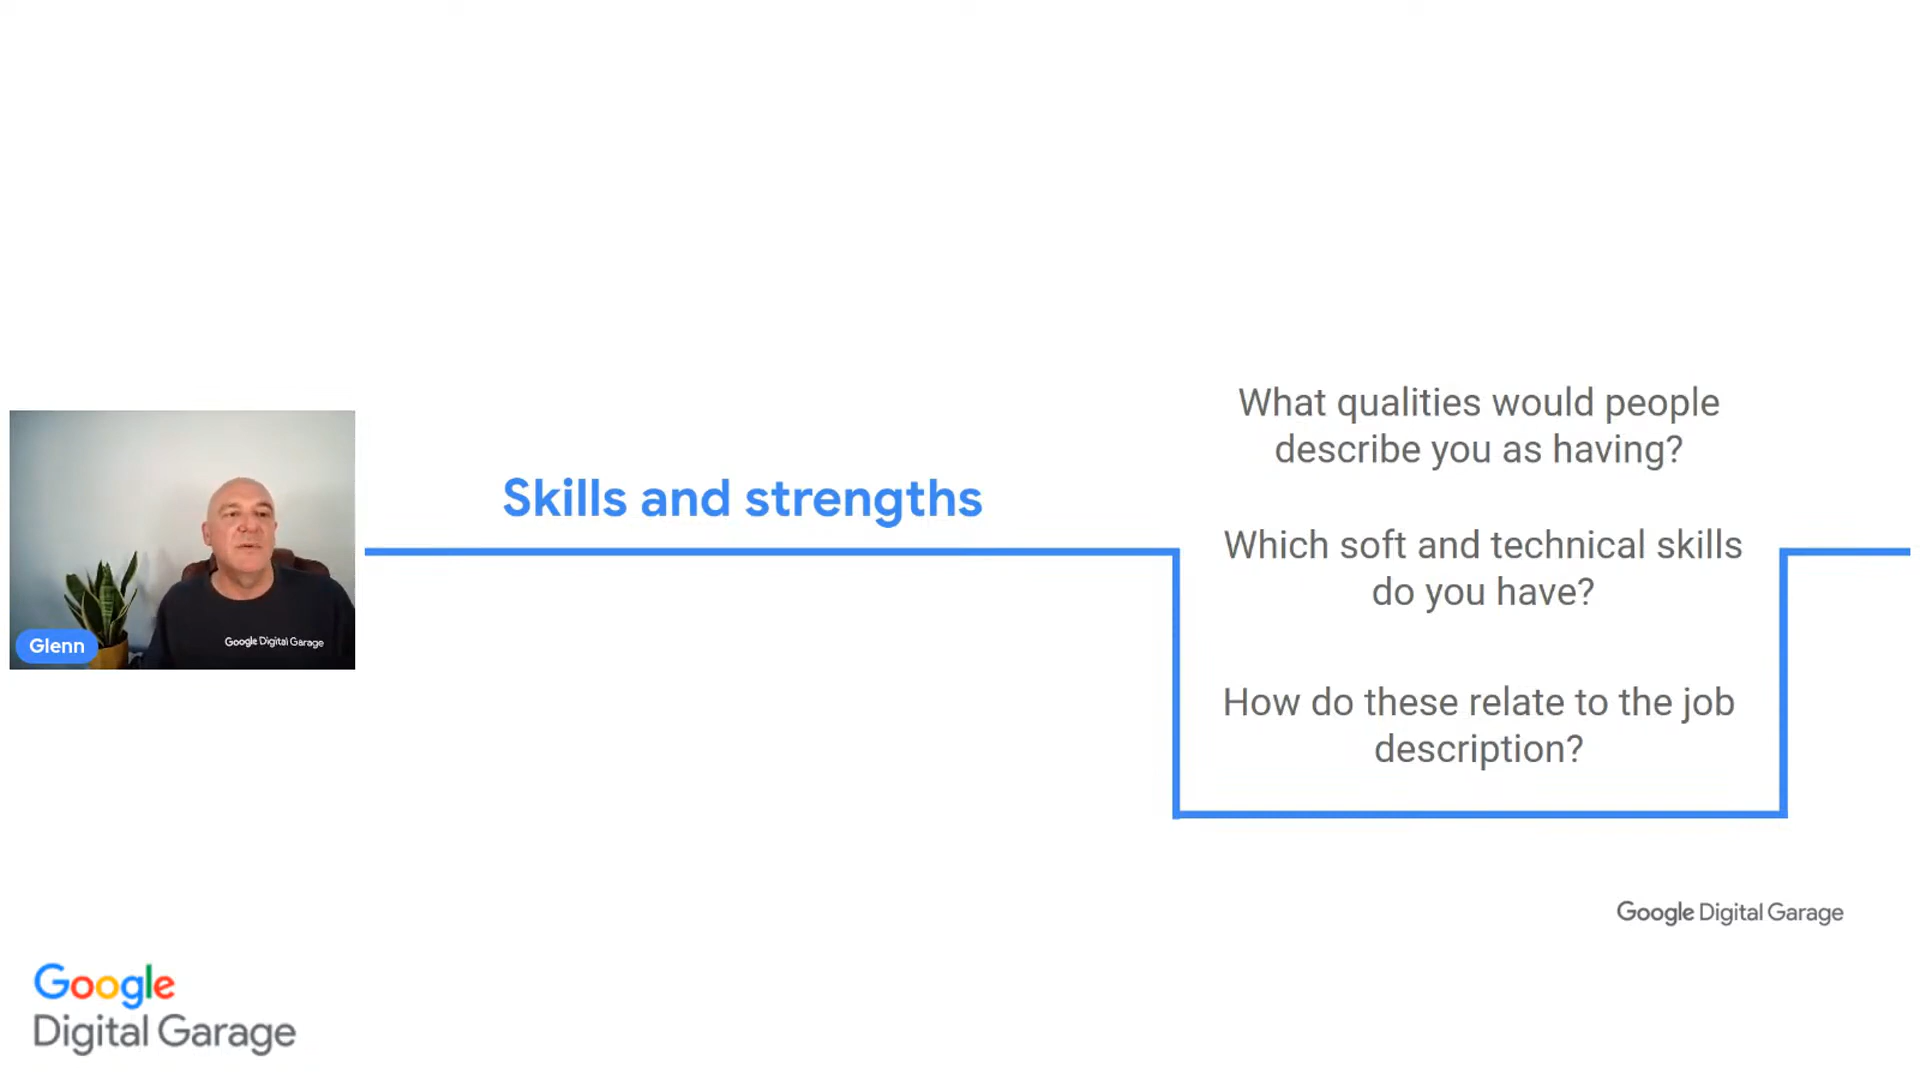 What qualities would people
describe you as having?
Skills and strengths
Which soft and technical skills
do you have?
Google Digital Garage
Glenn
How do these relate to the job
description?
Google Digital Garage
Google
Digital Garage